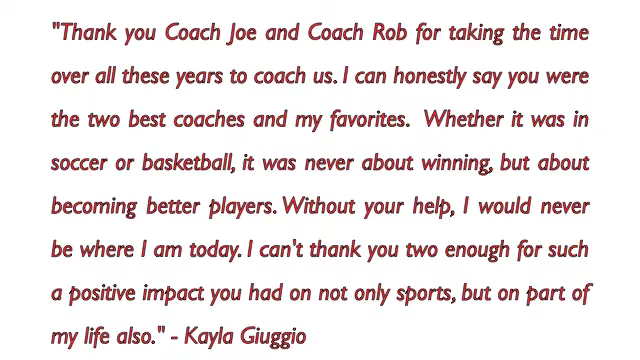 "Thank you Coach Joe and Coach Rob for taking the time
over all these years to coach us. I can honestly say you were
the two best coaches and my favorites.  Whether it was in
soccer or basketball, it was never about winning, but about
becoming better players. Without your help, I would never
be where I am today. I can't thank you two enough for such
a positive impact you had on not only sports, but on part of
my life also." - Kayla Giuggio